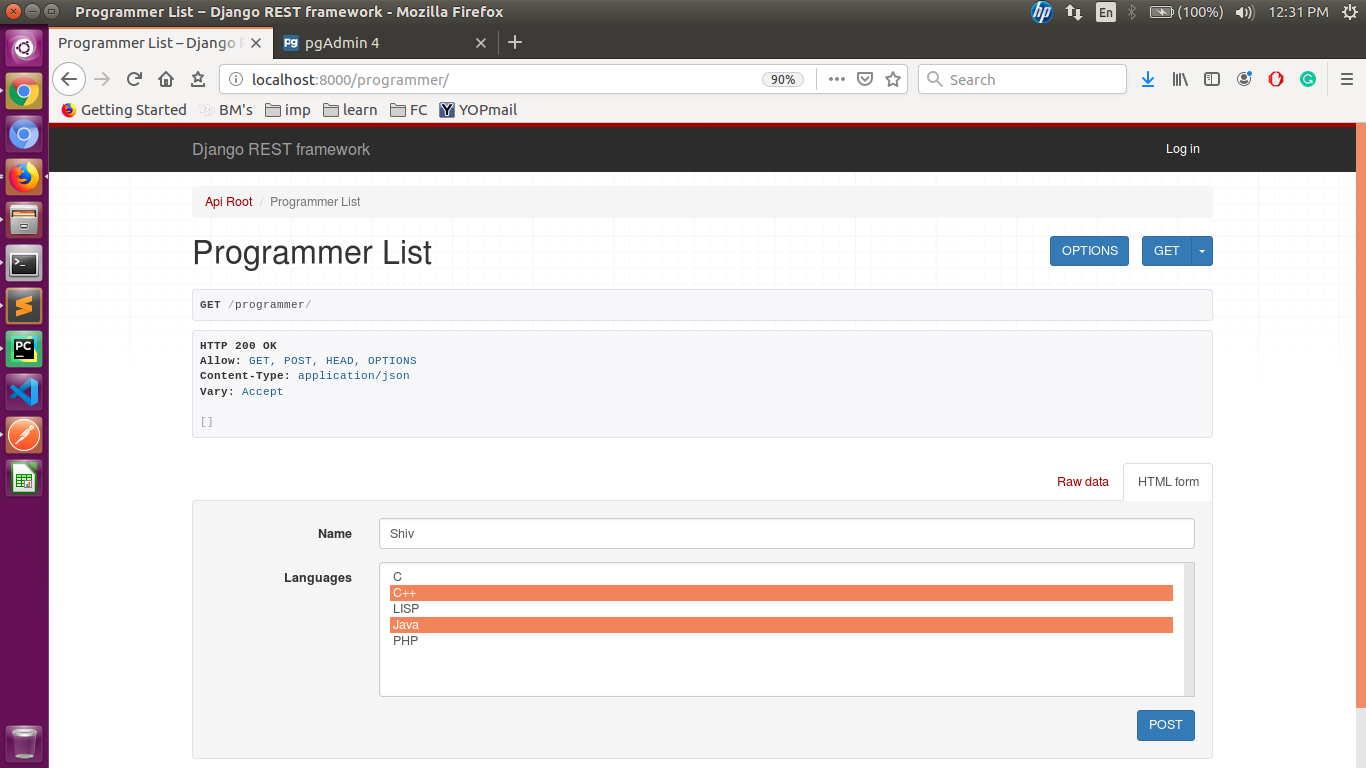 Programmer List – Django REST framework - Mozilla Firefox
En
(100%)
12:31 PM
Programmer List – Django R
Pg pgAdmin 4
localhost:8000/programmer/
90%
Search
Getting Started
BM's
imp
learn
FC
Y YOPmail
Django REST framework
Log in
Api Root / Programmer List
Programmer List
OPTIONS
GET
GET /programmer/
HTTP 200 OK
Allow: GET, POST, HEAD, OPTIONS
Content-Type: application/json
Vary: Accept
[]
Raw data
HTML form
Name
Shiv
Languages
C
C++
LISP
Java
PHP
POST
hp
PC